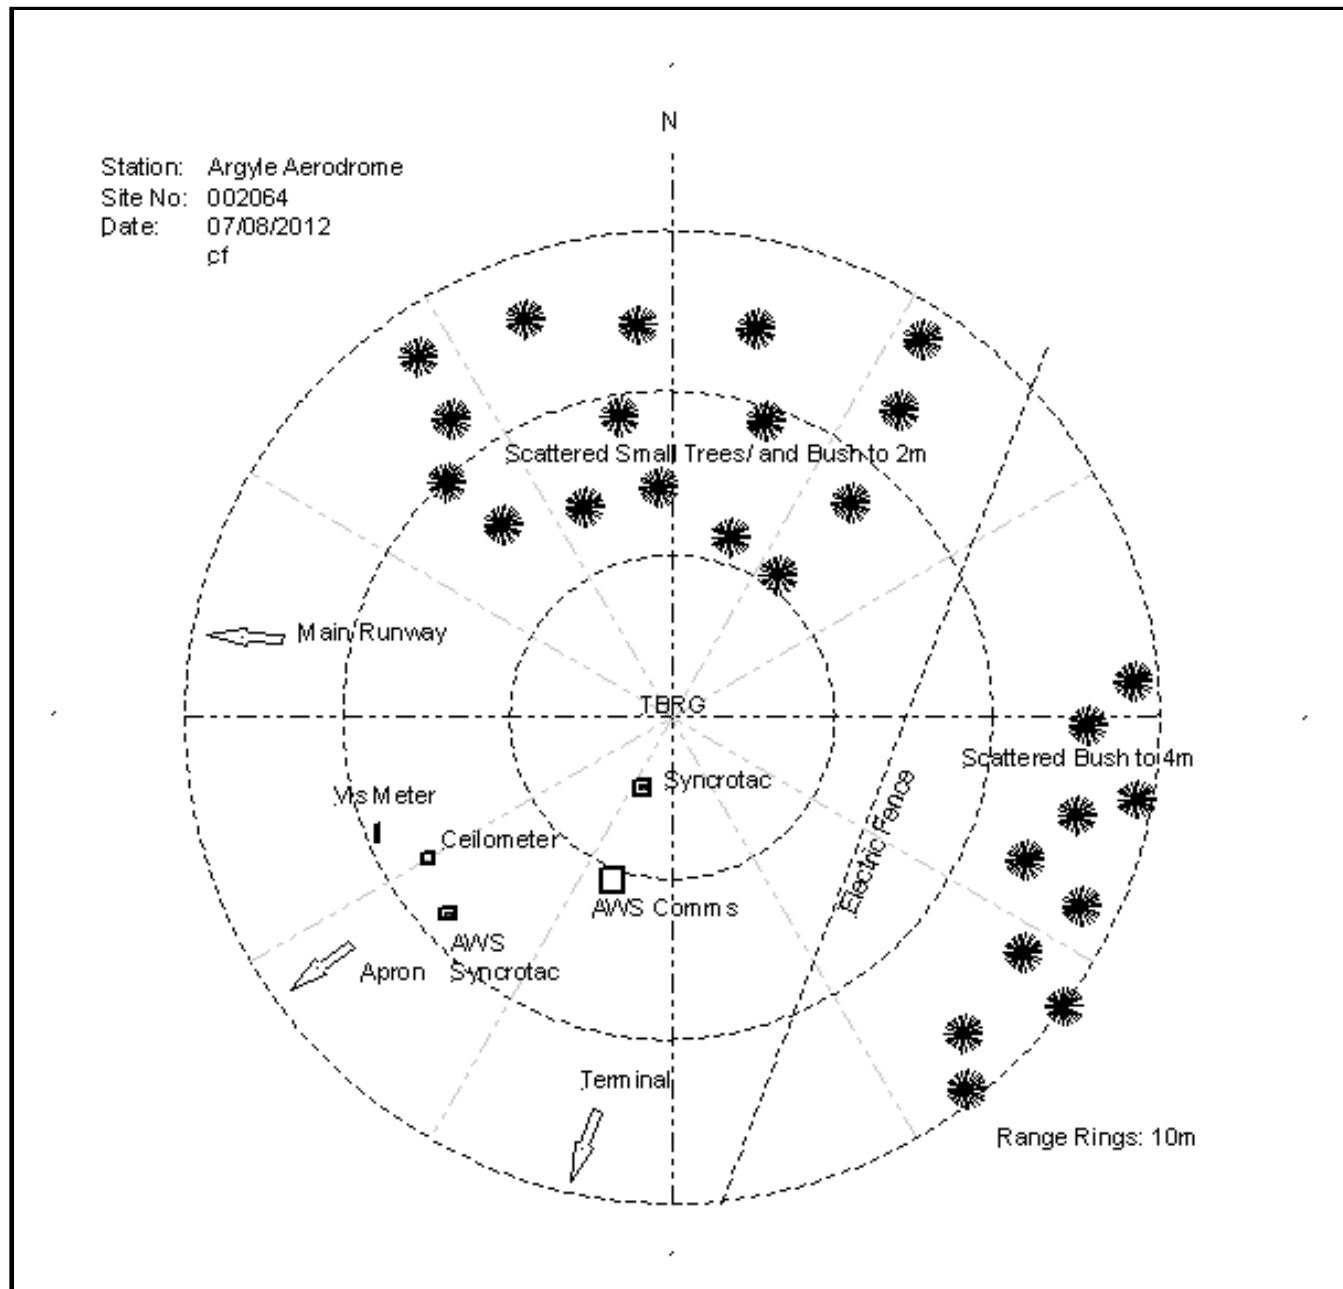 N
Station: Argyle Aerodrome
Site No: 002064
Date: 07/08/2012
cf
Scattered Small Trees/ and Bush to 2m
Main Runway
TBRG
Scattered Bush to 4m
Syncrotac
Vis Meter
Ceilometer
Electric Fence
AWS Comms
AWS
Syncrotac
Apron
Terminal
Range Rings: 10m